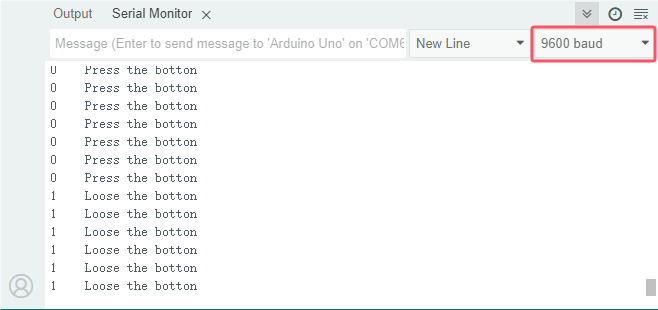 Output Serial Monitor
Message (Enter to send message to 'Arduino Uno' on 'COM6 New Line 9600 baud
0 Press the botton
0 Press the botton
0 Press the botton
0 Press the botton
0 Press the botton
0 Press the botton
0 Press the botton
1 Loose the botton
1 Loose the botton
1 Loose the botton
1 Loose the botton
1 Loose the botton
1 Loose the botton